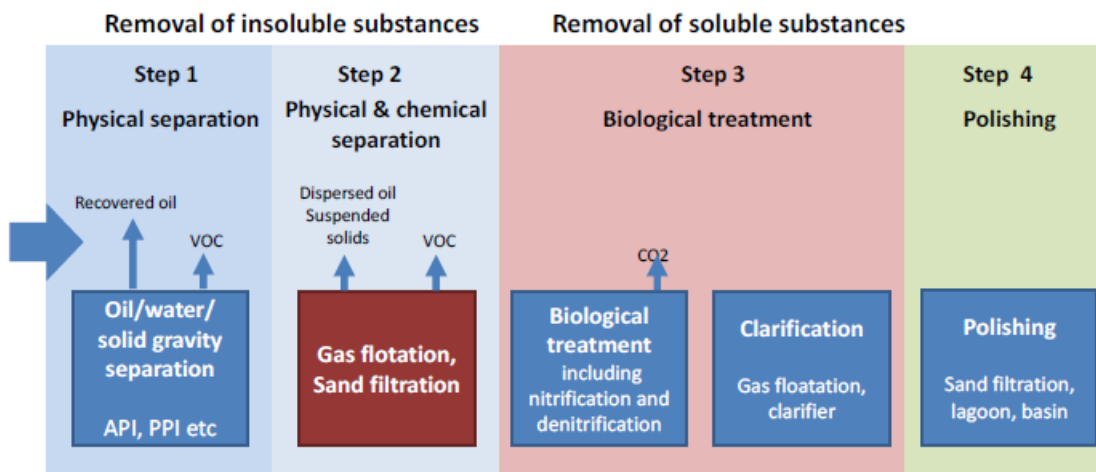 Removal of insoluble substances
Removal of soluble substances
Step 1
Physical separation
Recovered oil
VOC
Oil/water/
solid gravity
separation
API, PPI etc
Step 2
Physical & chemical
separation
Dispersed oil
Suspended
solids
VOC
Gas flotation,
Sand filtration
Step 3
Biological treatment
CO2
Biological
treatment
including
nitrification and
denitrification
Clarification
Gas floatation,
clarifier
Step 4
Polishing
Polishing
Sand filtration,
lagoon, basin